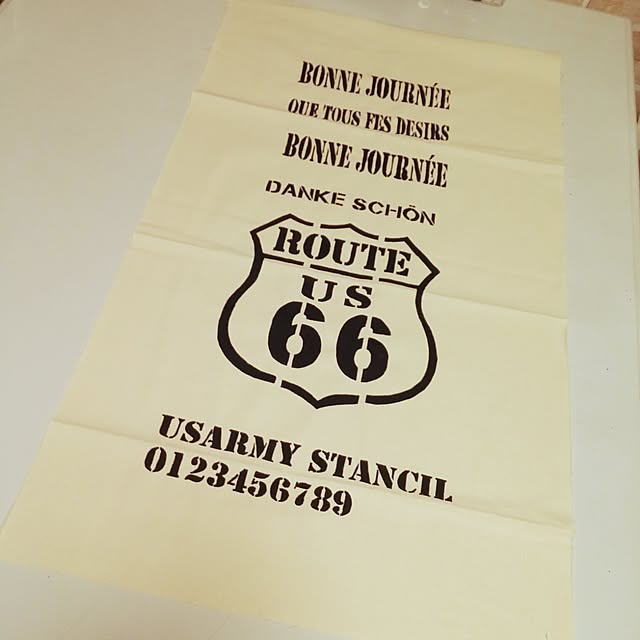 BONNE JOURNÉE
QUE TOUS FES DESIRS
BONNE JOURNÉE
DANKE SCHÖN
ROUTE
US
66
USARMY STANCIL
0123456789